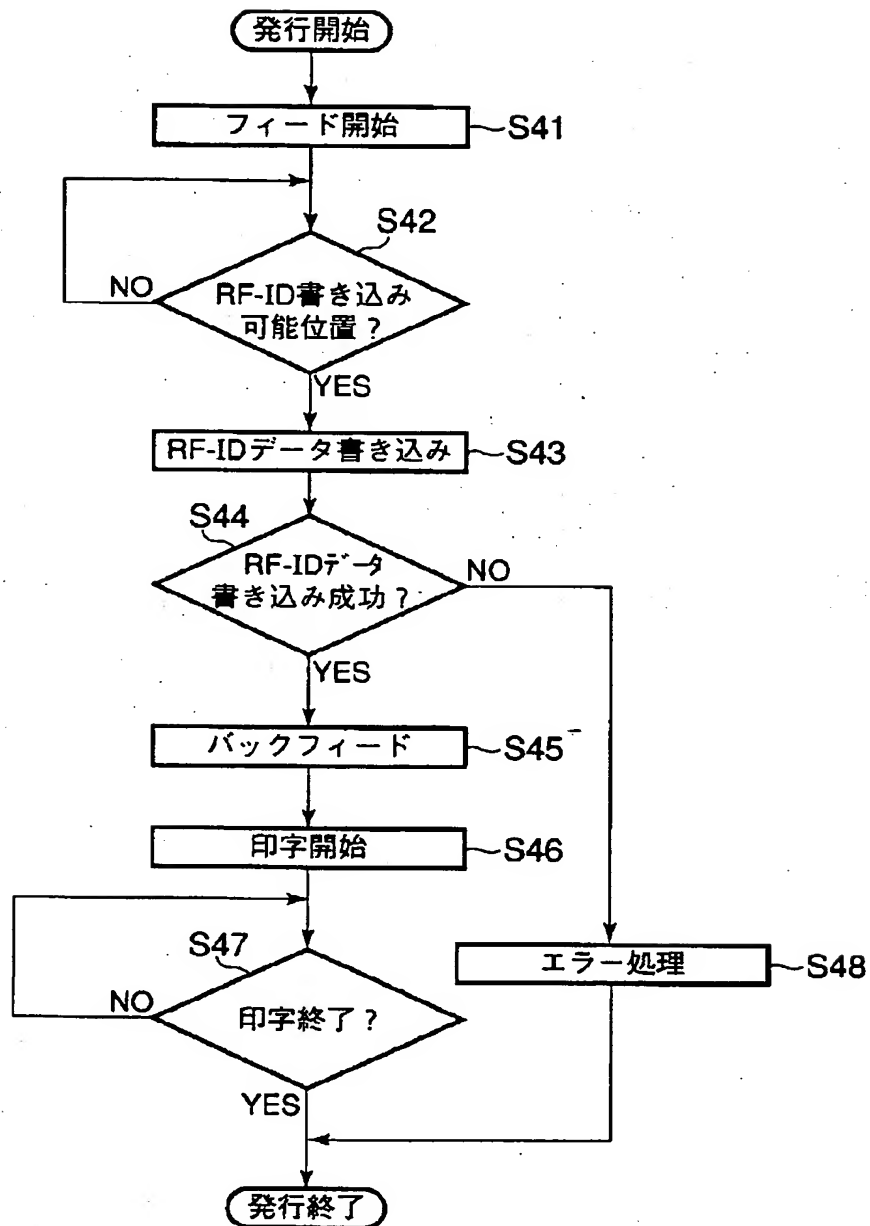 発行開始
フィード開始
S41
S42
NO
RF-ID書き込み
可能位置?
YES
RF-IDデータ書き込み
S43
S44
RF-IDデータ
書き込み成功?
NO
YES
バックフィード
S45
印字開始
S46
S47
NO
印字終了?
エラー処理
S48
YES
発行終了